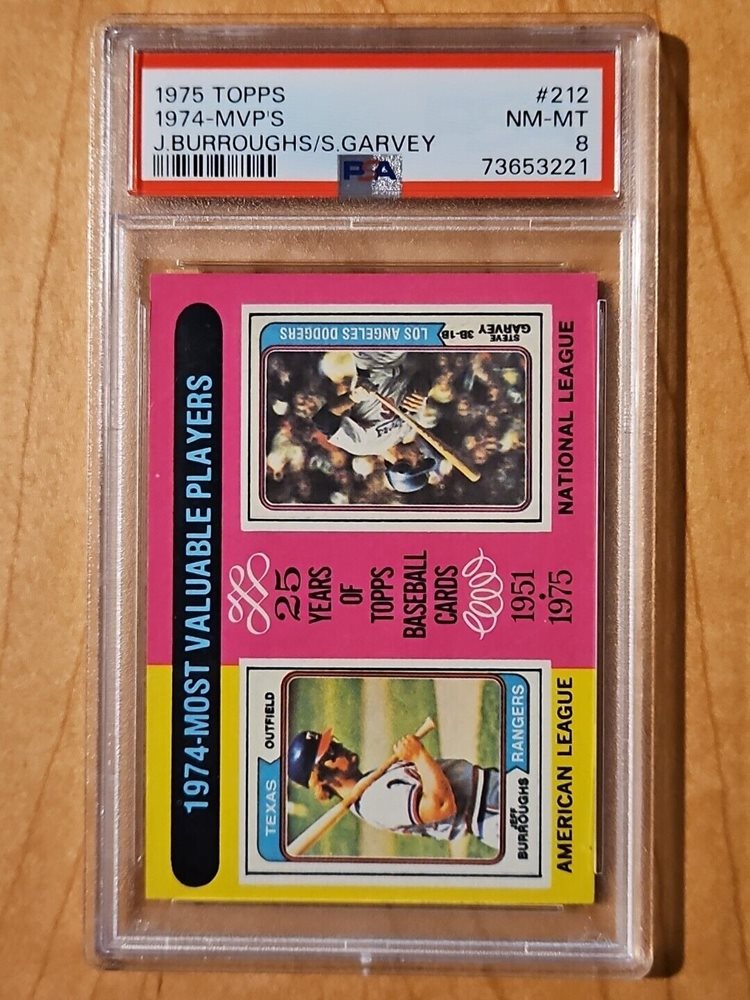 1975 TOPPS #212
1974-MVP'S NM-MT
J.BURROUGHS/S.GARVEY 8
PSA 73653221
1974-MOST VALUABLE PLAYERS
TEXAS OUTFIELD
JEFF
BURROUGHS RANGERS
AMERICAN LEAGUE
25
YEARS
OF
TOPPS
BASEBALL
CARDS
1951
•
1975
LOS ANGELES DODGERS
STEVE
GARVEY 3B-1B
NATIONAL LEAGUE